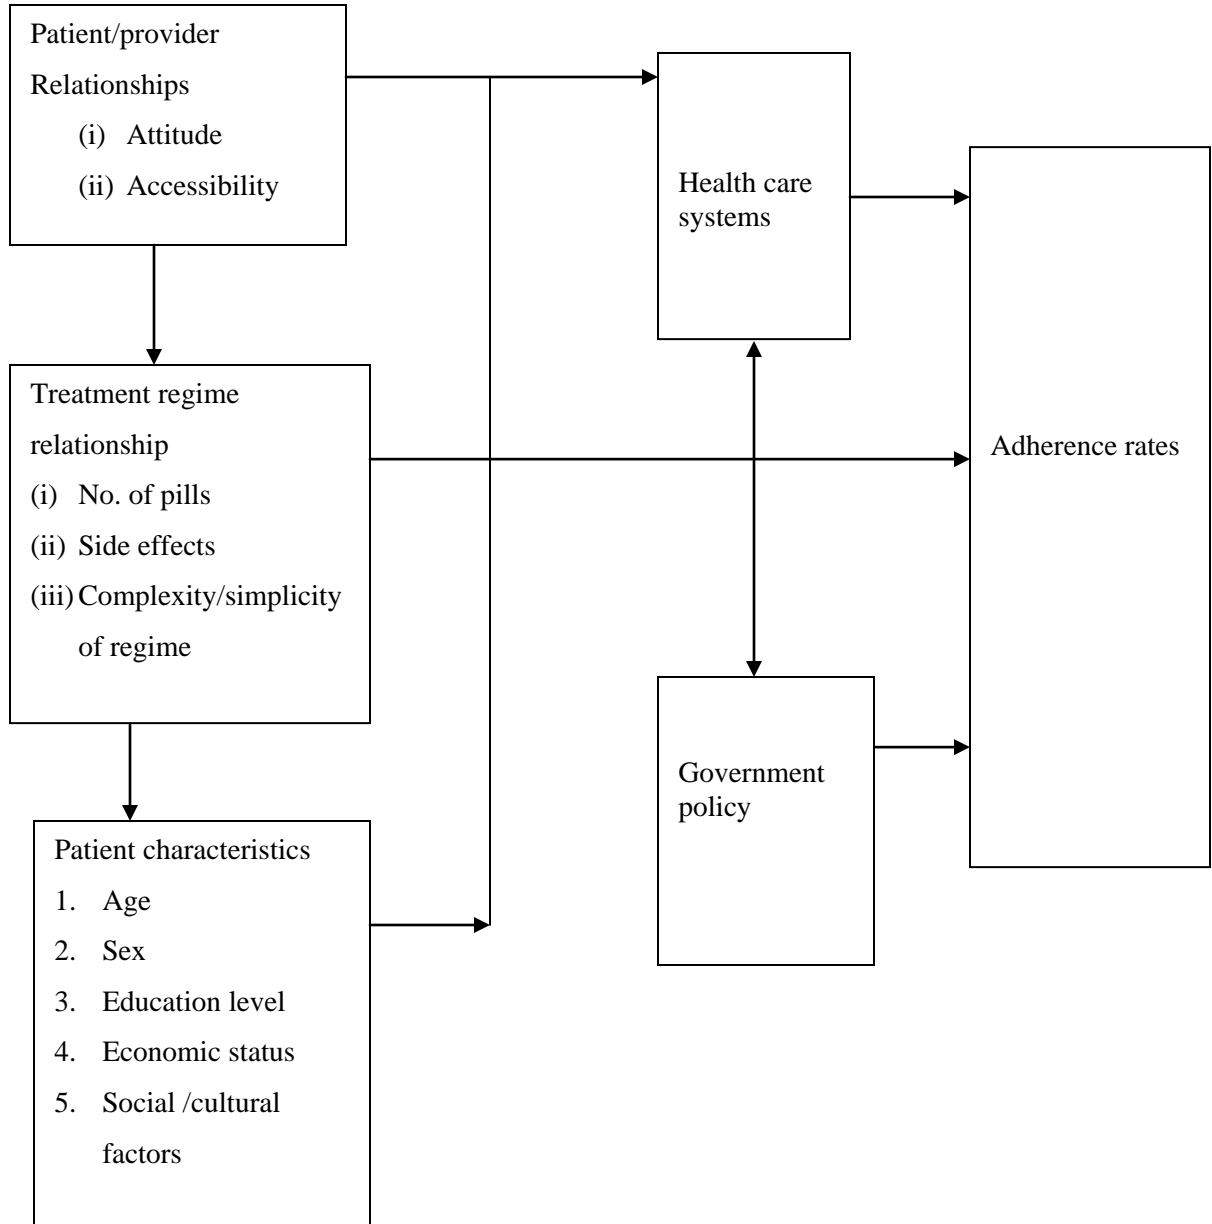 Patient/provider
Relationships
(i) Attitude
(ii) Accessibility
Health care
systems
Treatment regime
relationship
(i) No. of pills
(ii) Side effects
(iii) Complexity/simplicity
of regime
Adherence rates
Government
policy
Patient characteristics
1. Age
2. Sex
3. Education level
4. Economic status
5. Social /cultural
factors